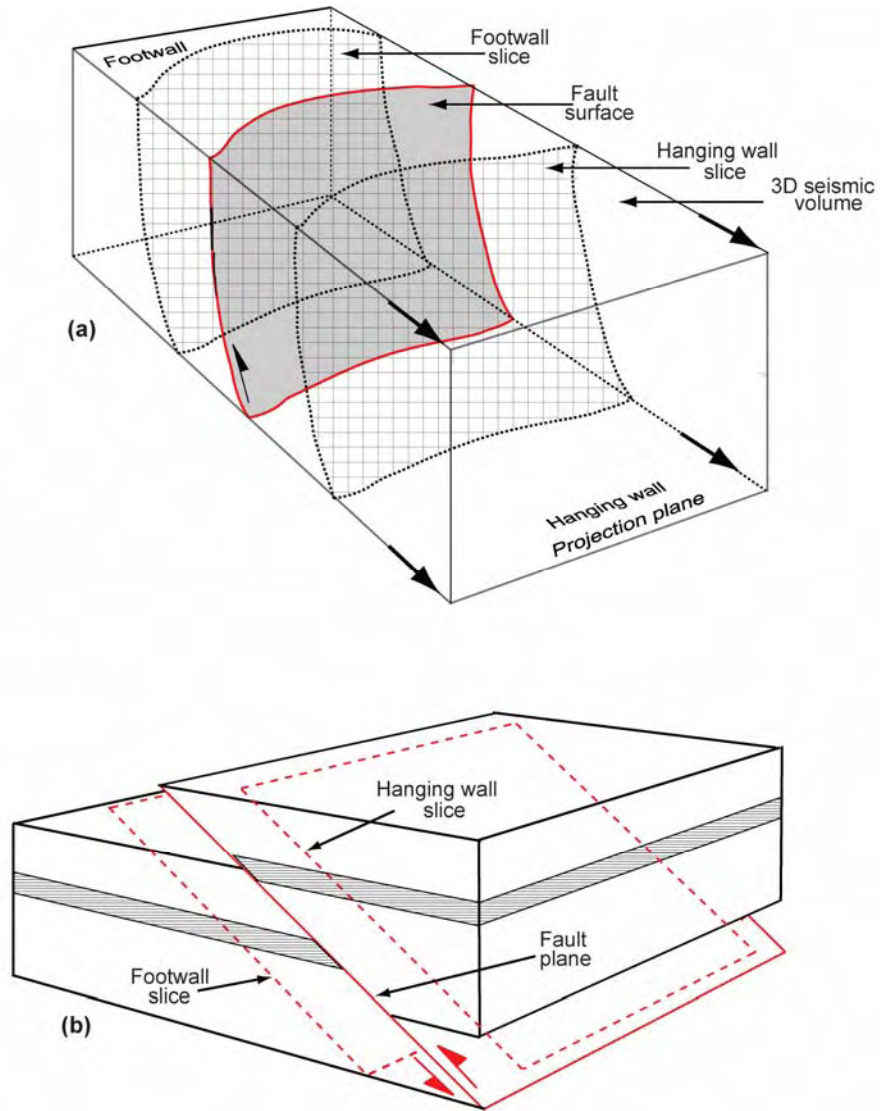 Footwall
Footwall
slice
Fault
surface
Hanging wall
slice
3D seismic
volume
(a)
Hanging wall
Projection plane
Hanging wall
slice
Fault
plane
Footwall
slice
(b)